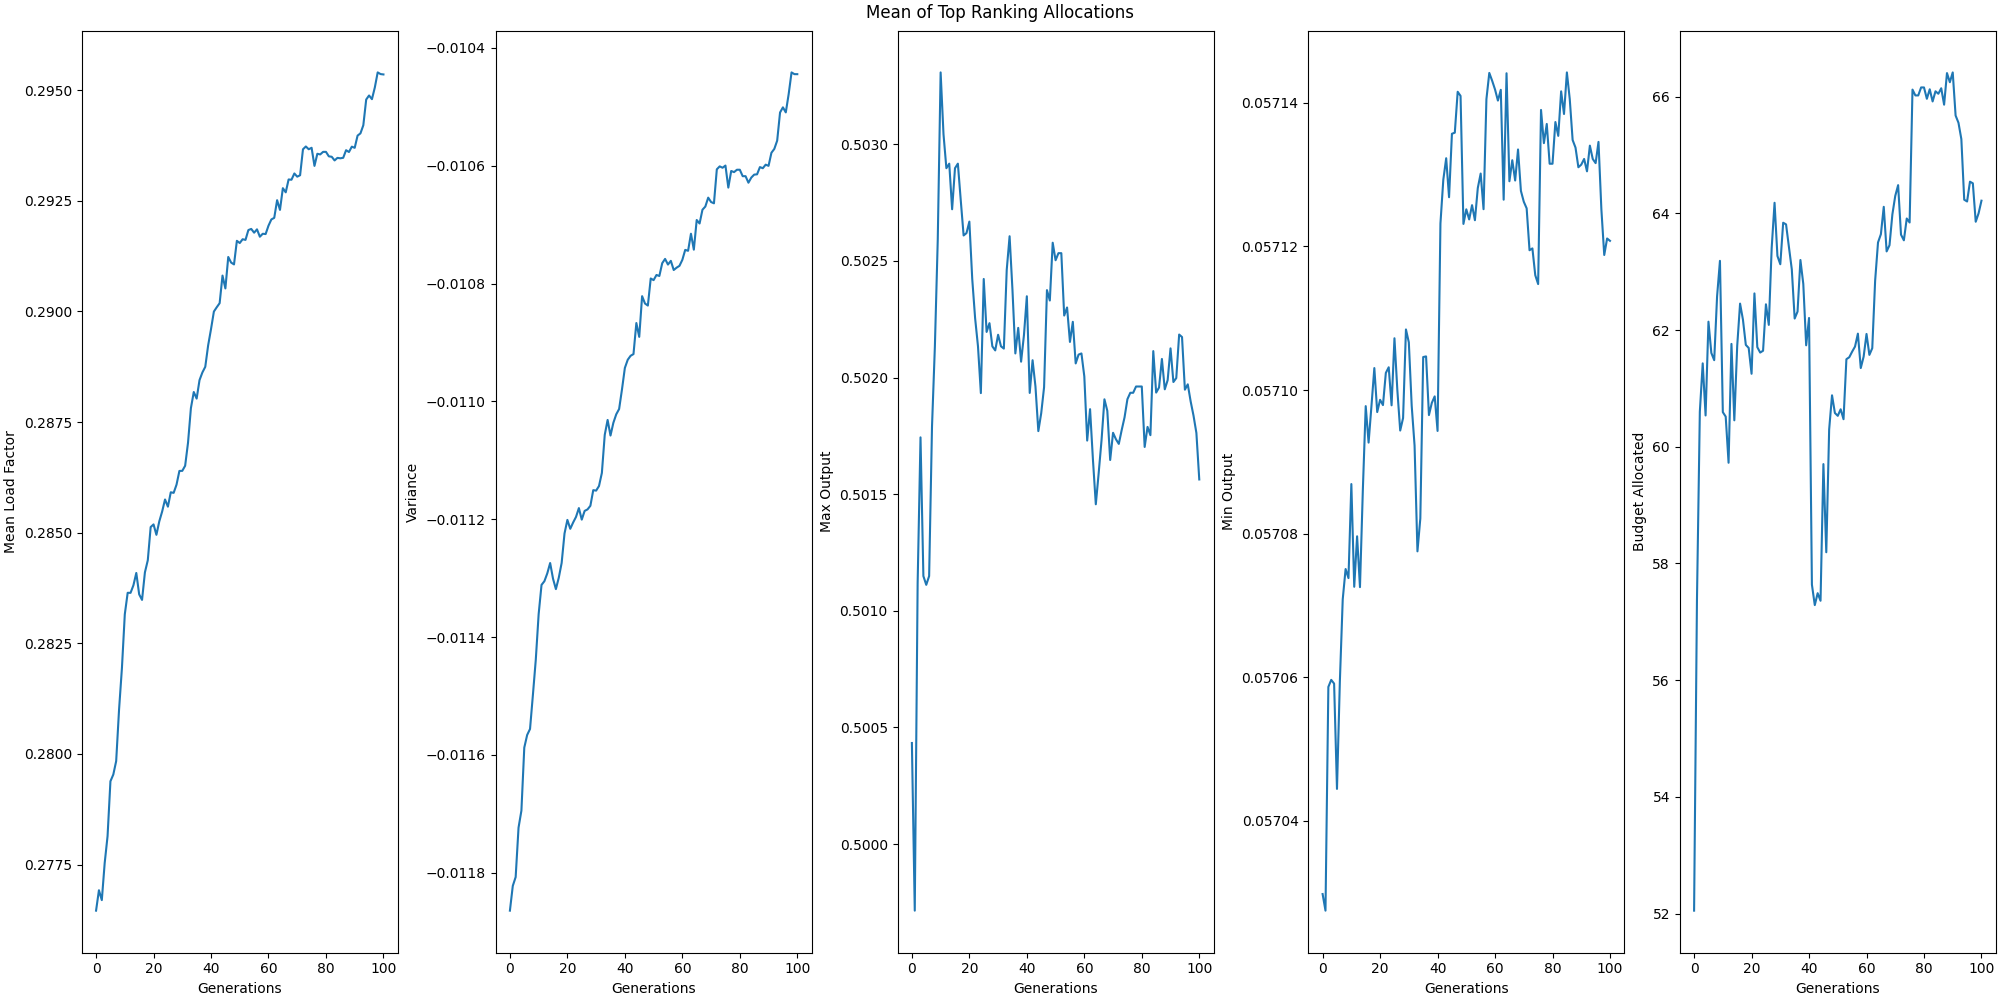 Mean of Top Ranking Allocations
Mean Load Factor
0.2950
0.2925
0.2900
0.2875
0.2850
0.2825
0.2800
0.2775
0 20 40 60 80 100
Generations
Variance
−0.0104
−0.0106
−0.0108
−0.0110
−0.0112
−0.0114
−0.0116
−0.0118
0 20 40 60 80 100
Generations
Max Output
0.5030
0.5025
0.5020
0.5015
0.5010
0.5005
0.5000
0 20 40 60 80 100
Generations
Min Output
0.05714
0.05712
0.05710
0.05708
0.05706
0.05704
0 20 40 60 80 100
Generations
Budget Allocated
66
64
62
60
58
56
54
52
0 20 40 60 80 100
Generations